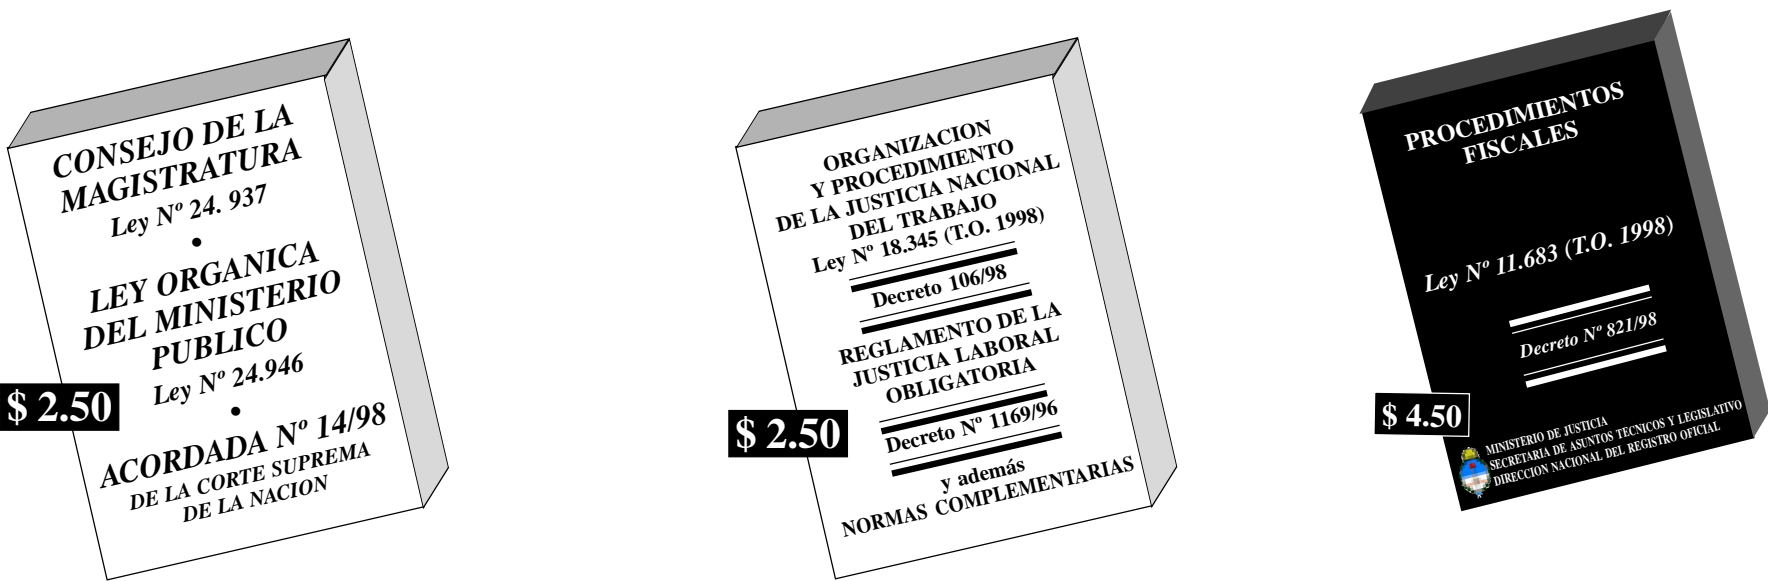 CONSEJO DE LA
MAGISTRATURA
Ley Nº 24. 937
•
LEY ORGANICA
DEL MINISTERIO
PUBLICO
Ley Nº 24.946
•
ACORDADA Nº 14/98
DE LA CORTE SUPREMA
DE LA NACION
$ 2.50
ORGANIZACION
Y PROCEDIMIENTO
DE LA JUSTICIA NACIONAL
DEL TRABAJO
Ley Nº 18.345 (T.O. 1998)
Decreto 106/98
REGLAMENTO DE LA
JUSTICIA LABORAL
OBLIGATORIA
Decreto Nº 1169/96
y además
NORMAS COMPLEMENTARIAS
$ 2.50
PROCEDIMIENTOS
FISCALES
Ley Nº 11.683 (T.O. 1998)
Decreto Nº 821/98
$ 4.50
MINISTERIO DE JUSTICIA
SECRETARIA DE ASUNTOS TECNICOS Y LEGISLATIVO
DIRECCION NACIONAL DEL REGISTRO OFICIAL